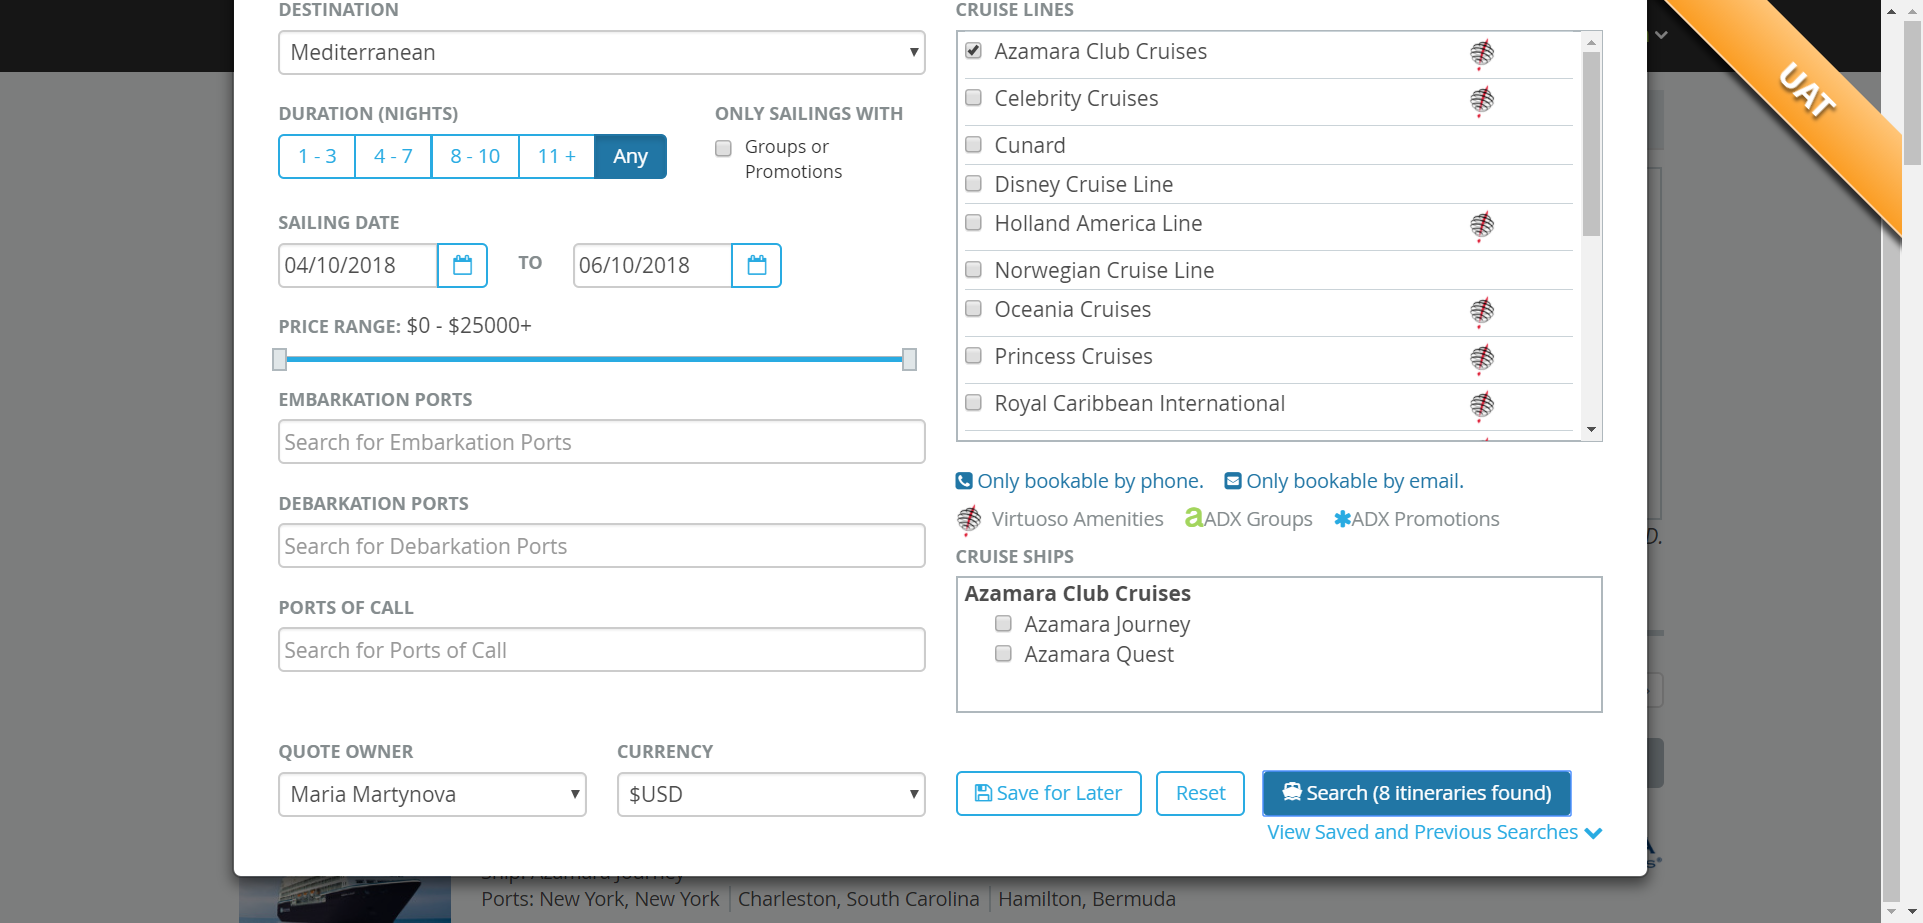 DESTINATION
Mediterranean
DURATION (NIGHTS)
1 - 3
4 - 7
8 - 10
11 +
Any
ONLY SAILINGS WITH
Groups or
Promotions
SAILING DATE
04/10/2018
TO
06/10/2018
PRICE RANGE: $0 - $25000+
EMBARKATION PORTS
Search for Embarkation Ports
DEBARKATION PORTS
Search for Debarkation Ports
PORTS OF CALL
Search for Ports of Call
QUOTE OWNER
Maria Martynova
CURRENCY
$USD
CRUISE LINES
Azamara Club Cruises
Celebrity Cruises
Cunard
Disney Cruise Line
Holland America Line
Norwegian Cruise Line
Oceania Cruises
Princess Cruises
Royal Caribbean International
Only bookable by phone.
Only bookable by email.
Virtuoso Amenities
aADX Groups
ADX Promotions
CRUISE SHIPS
Azamara Club Cruises
Azamara Journey
Azamara Quest
Save for Later
Reset
Search (8 itineraries found)
View Saved and Previous Searches
UAT
Ship: Azamara Journey
Ports: New York, New York
Charleston, South Carolina
Hamilton, Bermuda